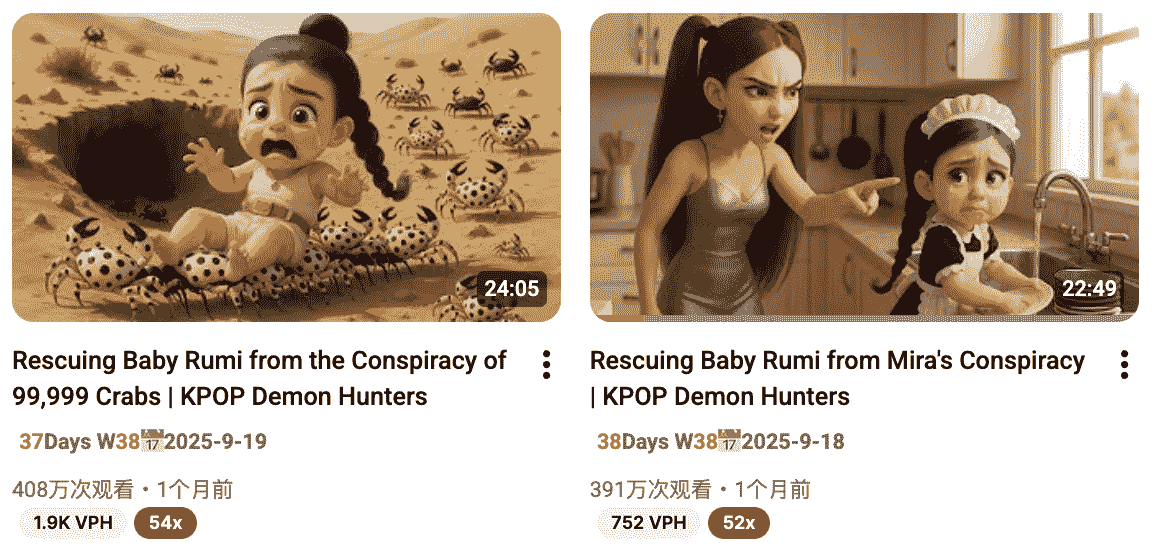 24:05
22:49
Rescuing Baby Rumi from the Conspiracy of
99,999 Crabs | KPOP Demon Hunters
37Days W38📅2025-9-19
408万次观看・1个月前
1.9K VPH
54x
Rescuing Baby Rumi from Mira's Conspiracy
| KPOP Demon Hunters
38Days W38📅2025-9-18
391万次观看・1个月前
752 VPH
52x